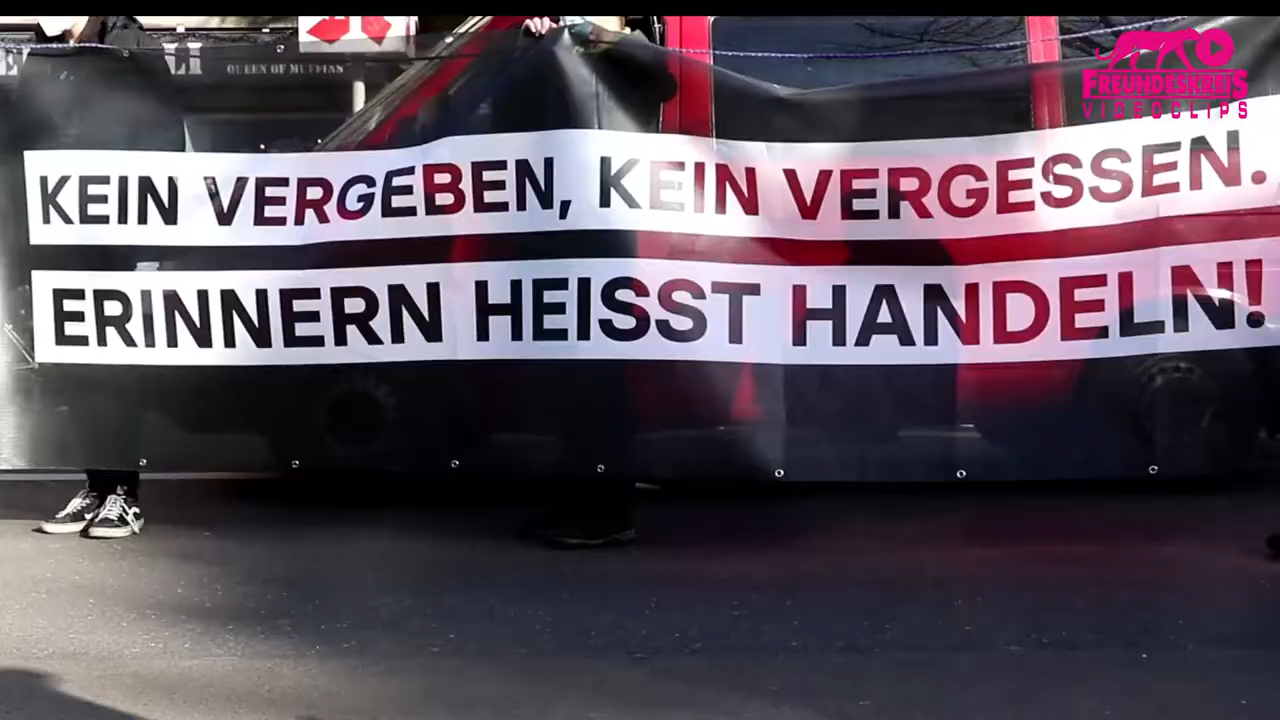 QUEEN OF MUFFINS
FREUNDESKREIS
VIDEOCLIPS
KEIN VERGEBEN, KEIN VERGESSEN.
ERINNERN HEISST HANDELN!